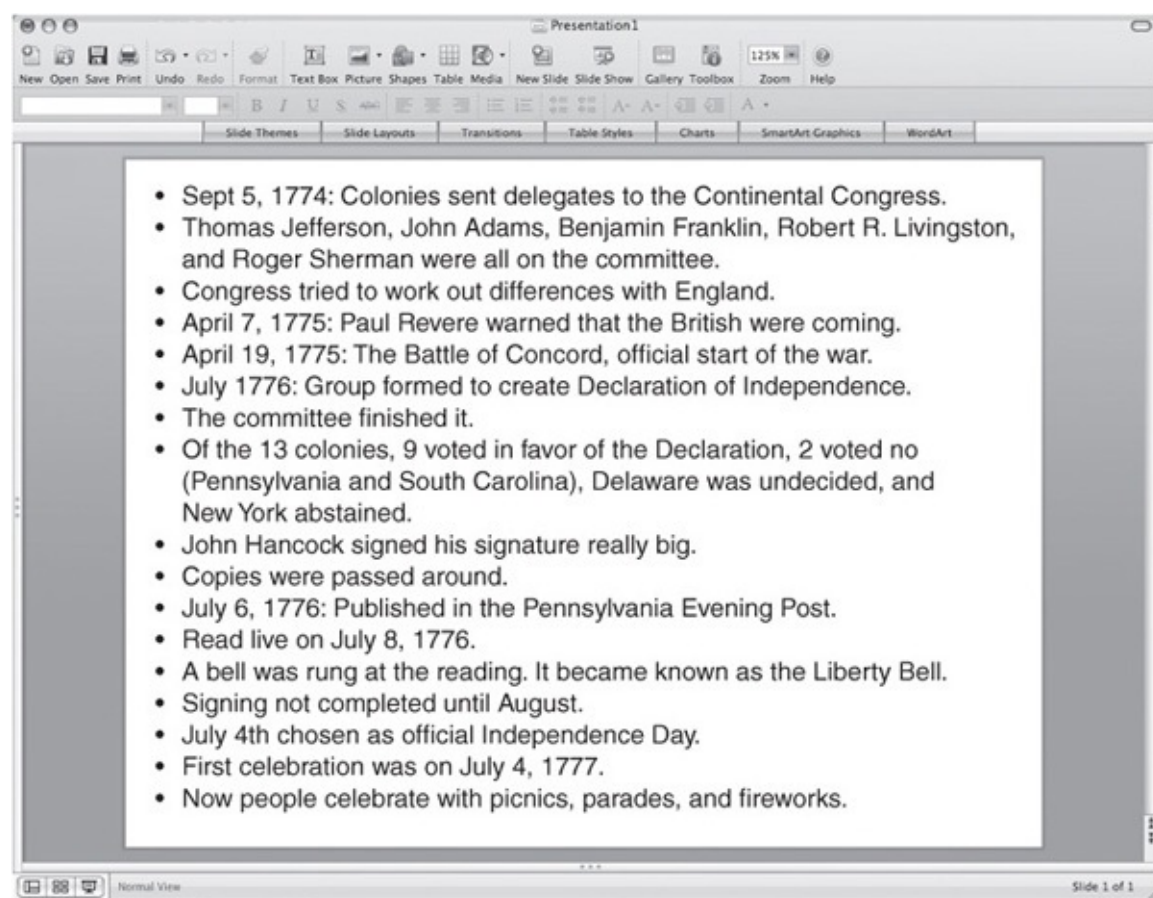 Presentation1
New Open Save Print Undo Redo Format Text Box Picture Shapes Table Media New Slide Slide Show Gallery Toolbox 125% Zoom Help
B I U S ABC A A A
Slide Themes Slide Layouts Transitions Table Styles Charts SmartArt Graphics WordArt
• Sept 5, 1774: Colonies sent delegates to the Continental Congress.
• Thomas Jefferson, John Adams, Benjamin Franklin, Robert R. Livingston,
and Roger Sherman were all on the committee.
• Congress tried to work out differences with England.
• April 7, 1775: Paul Revere warned that the British were coming.
• April 19, 1775: The Battle of Concord, official start of the war.
• July 1776: Group formed to create Declaration of Independence.
• The committee finished it.
• Of the 13 colonies, 9 voted in favor of the Declaration, 2 voted no
(Pennsylvania and South Carolina), Delaware was undecided, and
New York abstained.
• John Hancock signed his signature really big.
• Copies were passed around.
• July 6, 1776: Published in the Pennsylvania Evening Post.
• Read live on July 8, 1776.
• A bell was rung at the reading. It became known as the Liberty Bell.
• Signing not completed until August.
• July 4th chosen as official Independence Day.
• First celebration was on July 4, 1777.
• Now people celebrate with picnics, parades, and fireworks.
Normal View
Slide 1 of 1